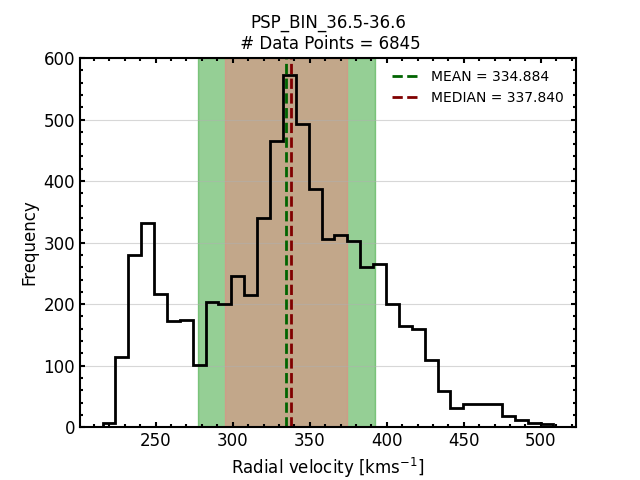 PSP_BIN_36.5-36.6
# Data Points = 6845
MEAN = 334.884
MEDIAN = 337.840
600
500
400
300
200
100
0
Frequency
250 300 350 400 450 500
Radial velocity [kms⁻¹]